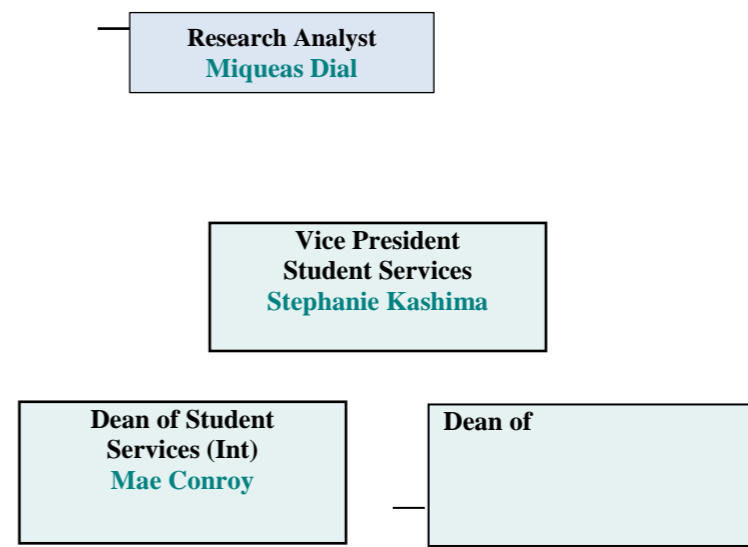 Research Analyst
Miqueas Dial
Vice President
Student Services
Stephanie Kashima
Dean of Student
Services (Int)
Mae Conroy
Dean of